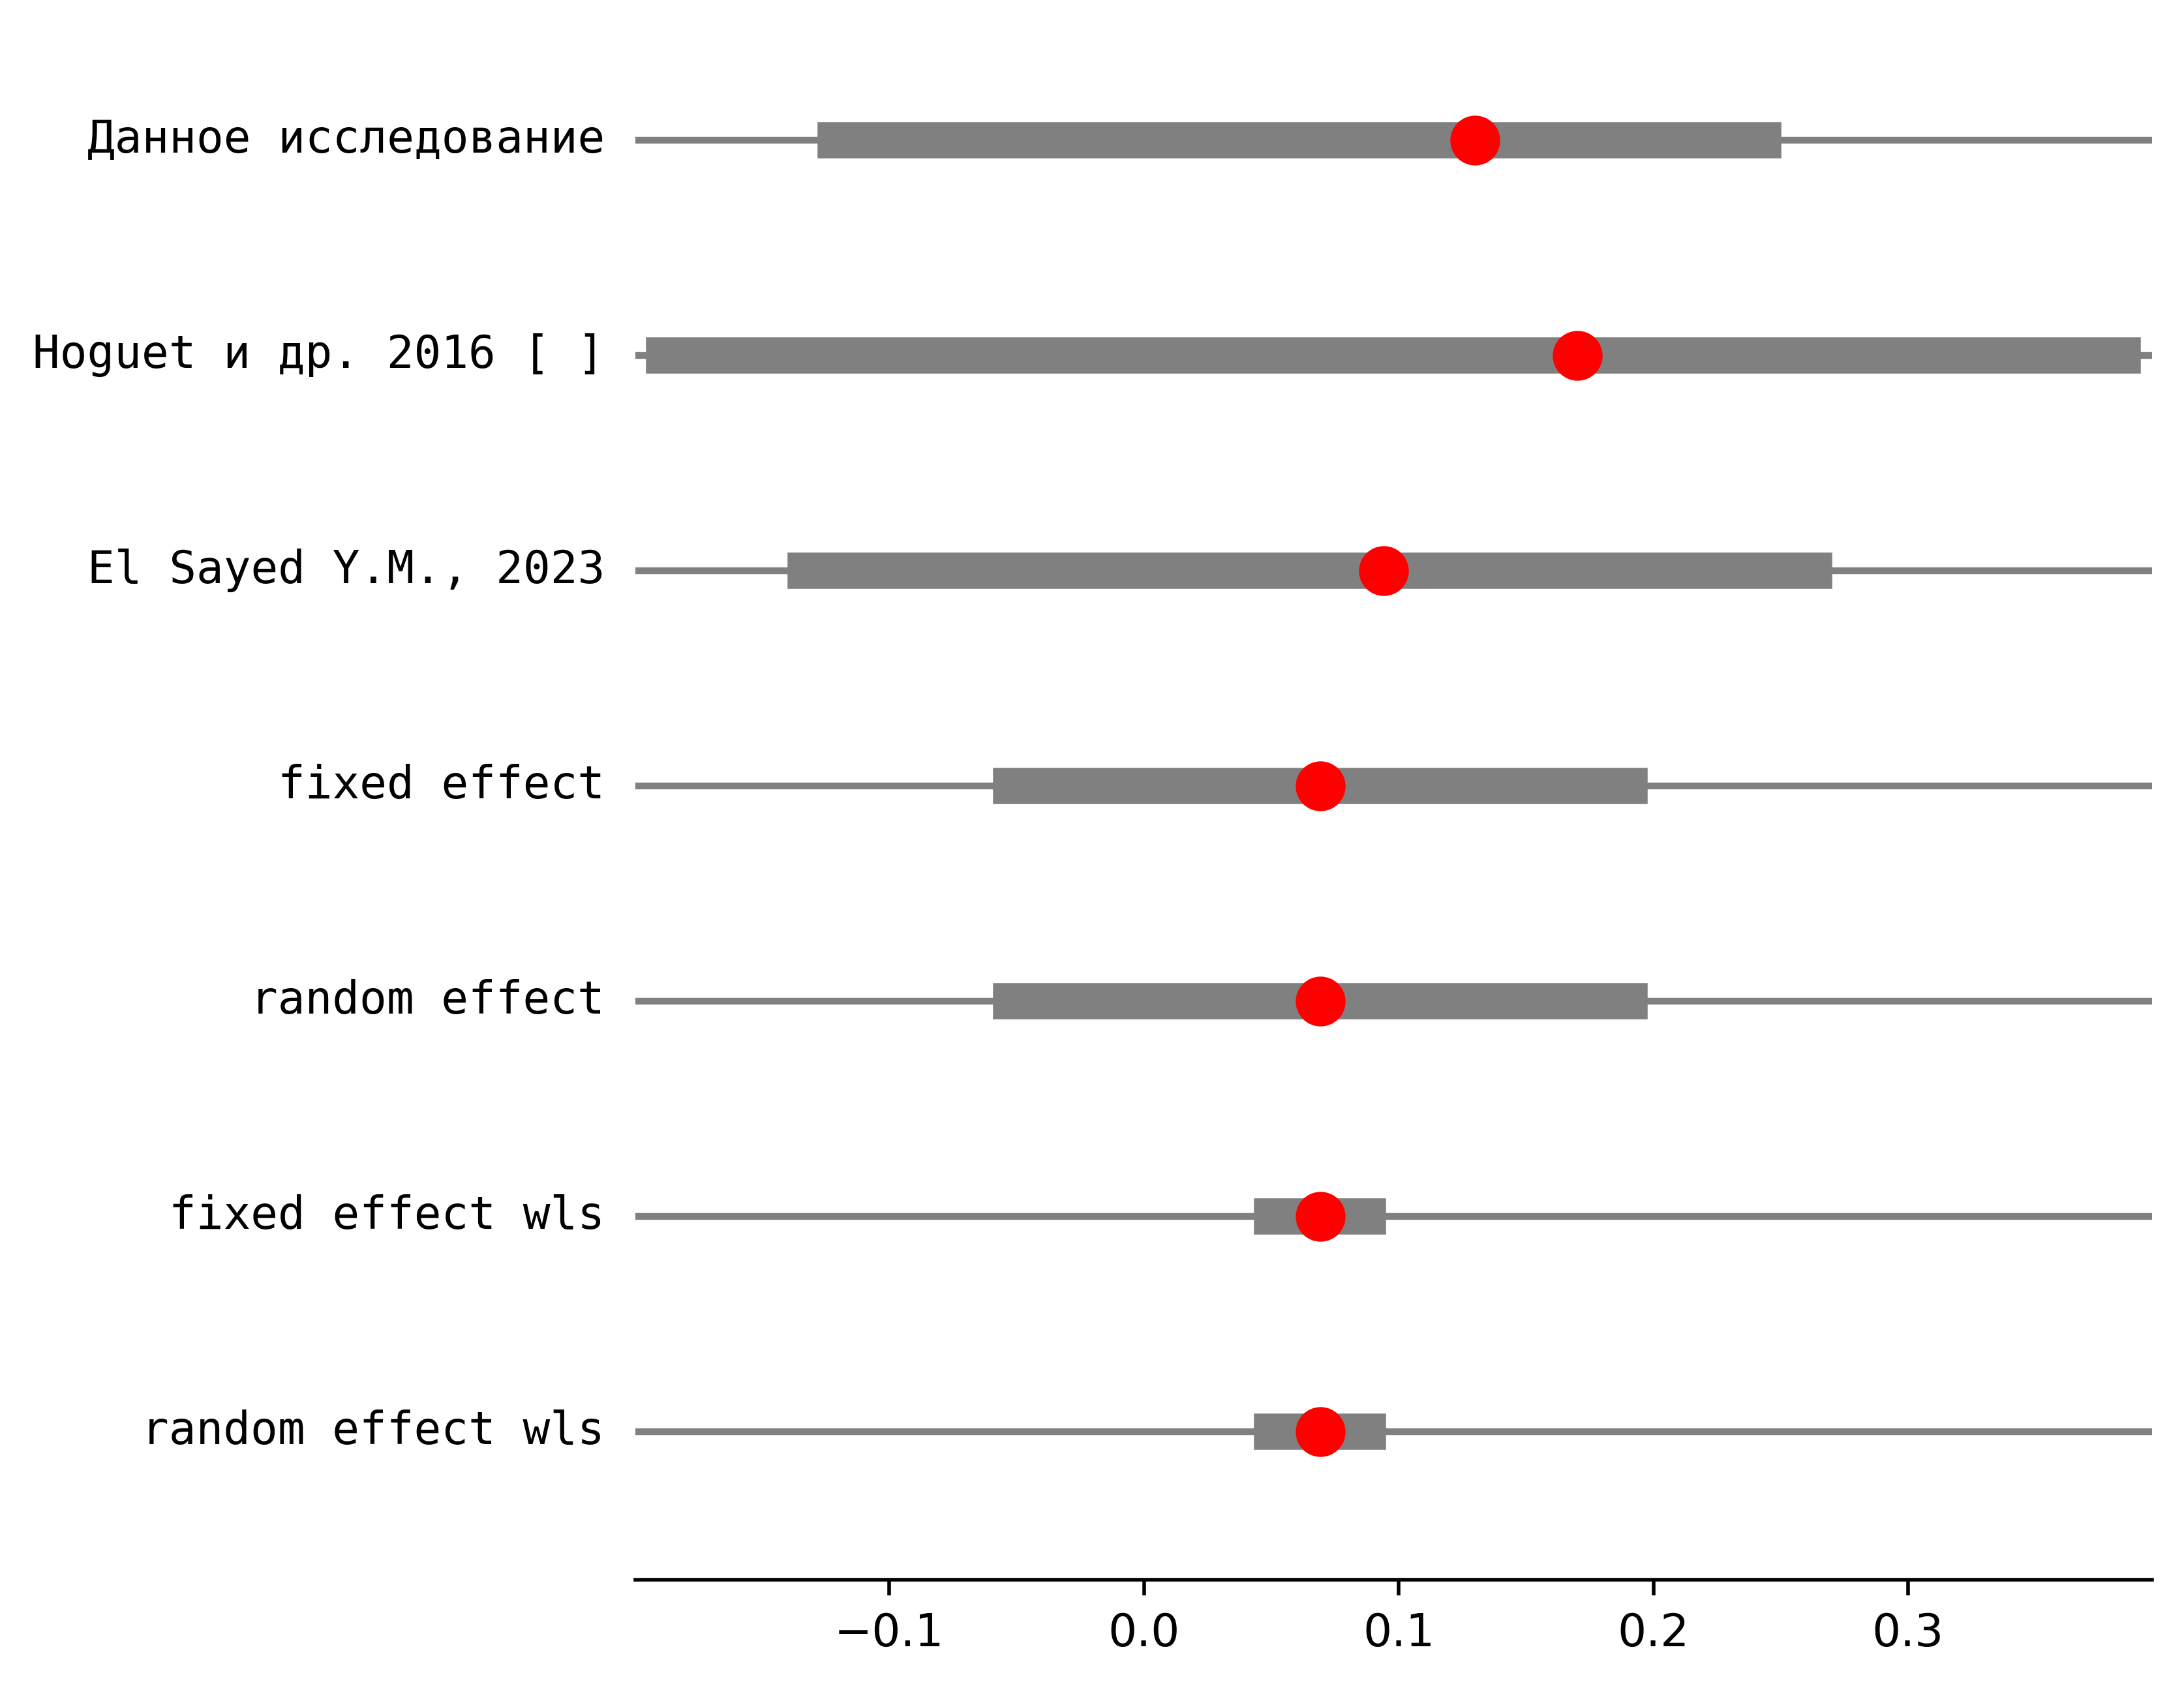 Данное исследование
Hoguet и др. 2016 [ ]
El Sayed Y.M., 2023
fixed effect
random effect
fixed effect wls
random effect wls
−0.1 0.0 0.1 0.2 0.3